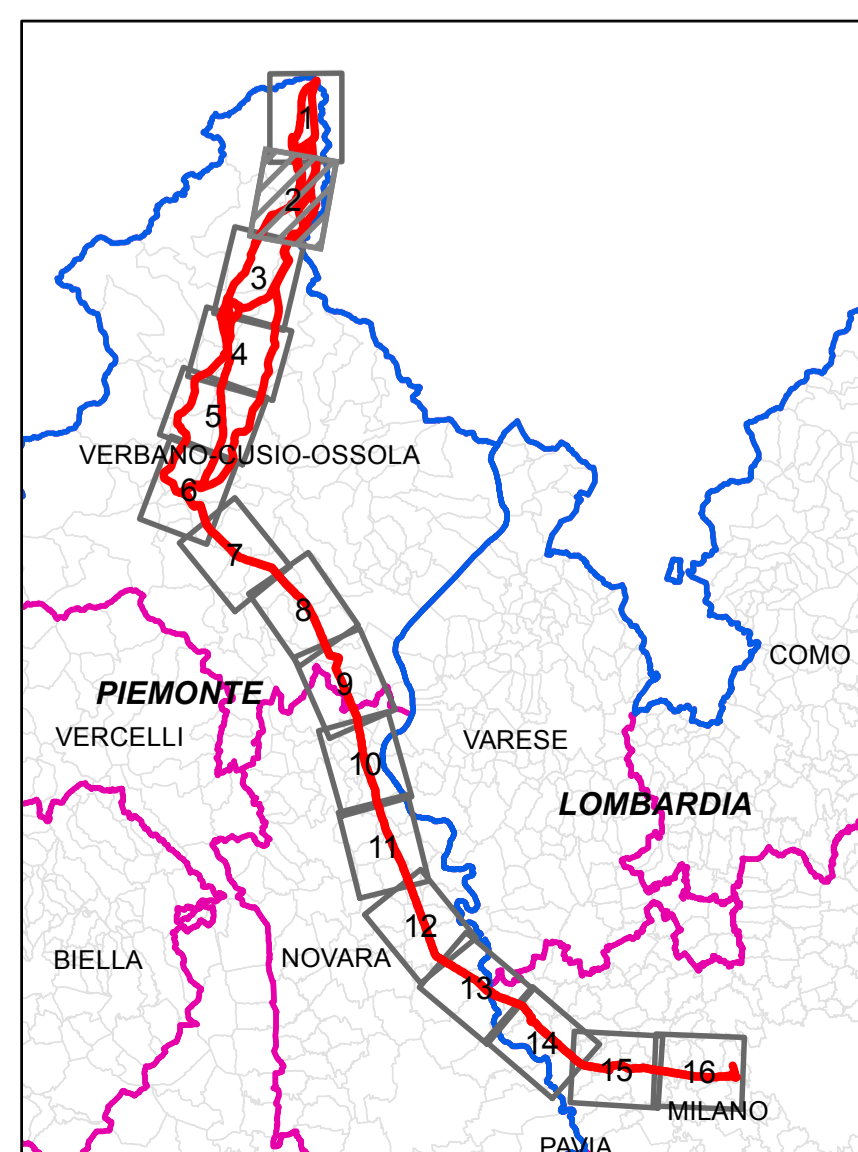 1
2
3
4
5
VERBANO-CUSIO-OSSOLA
6
7
8
COMO
9
PIEMONTE
VERCELLI
VARESE
10
LOMBARDIA
11
12
BIELLA
NOVARA
13
14
15
16
MILANO
PAVIA